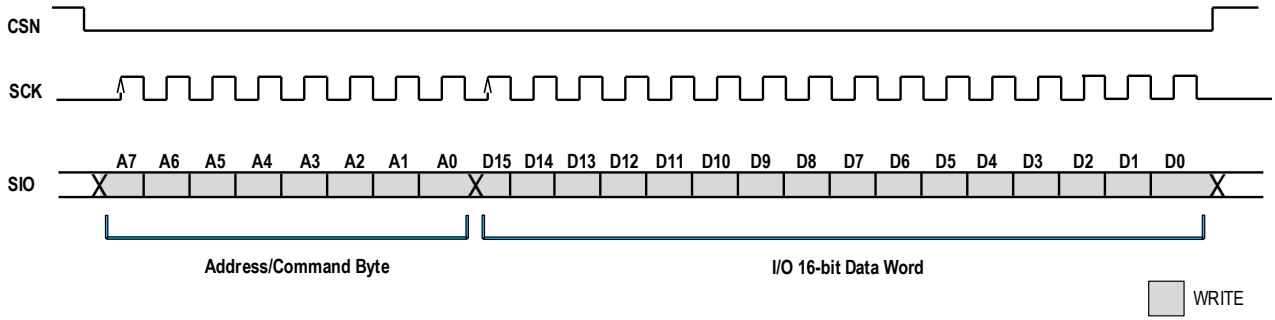 CSN
SCK
A7 A6 A5 A4 A3 A2 A1 A0 D15 D14 D13 D12 D11 D10 D9 D8 D7 D6 D5 D4 D3 D2 D1 D0
SIO
Address/Command Byte I/O 16-bit Data Word
WRITE